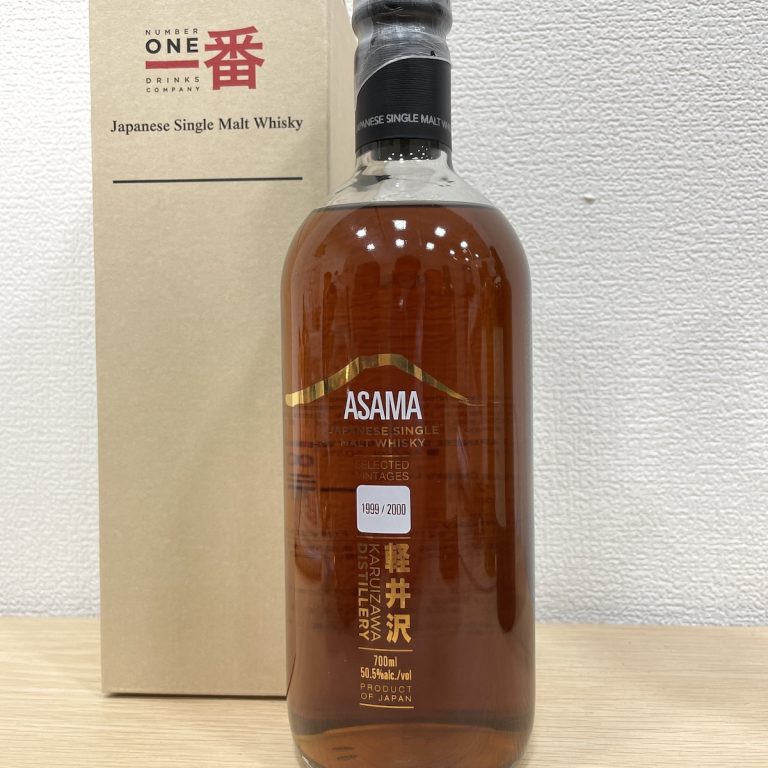 NUMBER
ONE
一番
DRINKS
COMPANY
Japanese Single Malt Whisky
JAPANESE SINGLE MALT
ASAMA
JAPANESE SINGLE
MALT WHISKY
SELECTED
VINTAGES
1999 / 2000
軽井沢
KARUIZAWA
DISTILLERY
700ml
50.5%alc./vol
PRODUCT
OF JAPAN